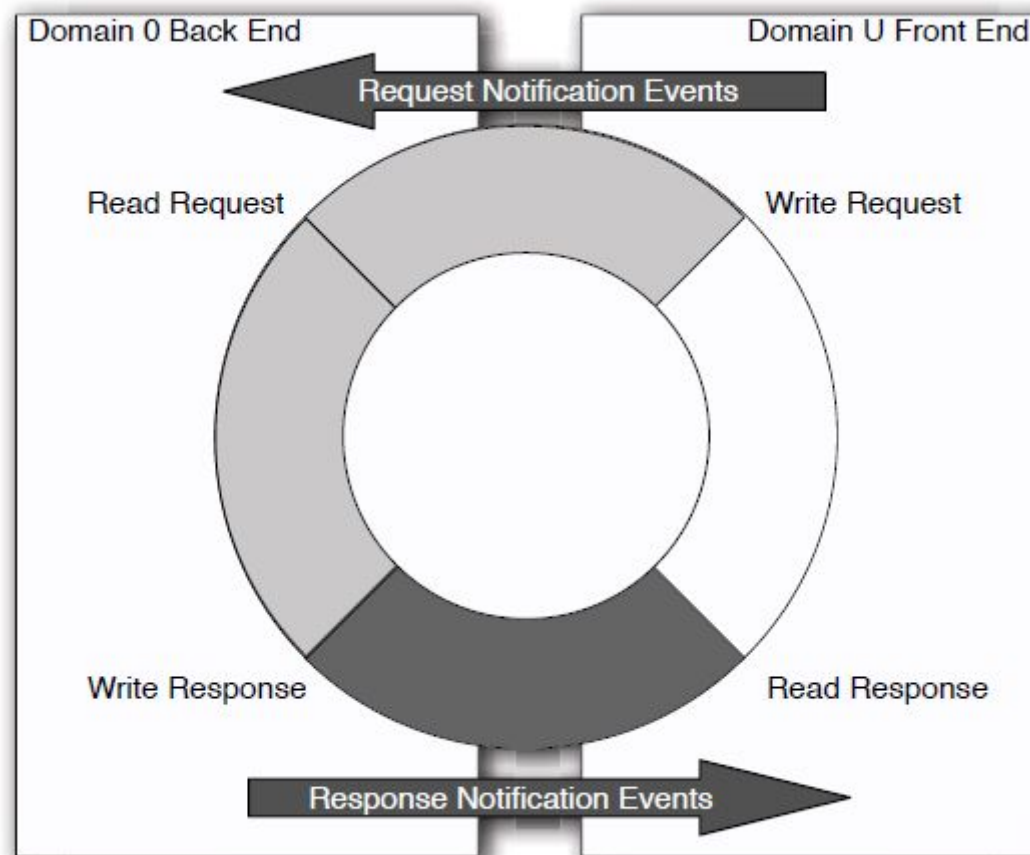 Domain 0 Back End
Domain U Front End
Request Notification Events
Read Request
Write Request
Write Response
Read Response
Response Notification Events